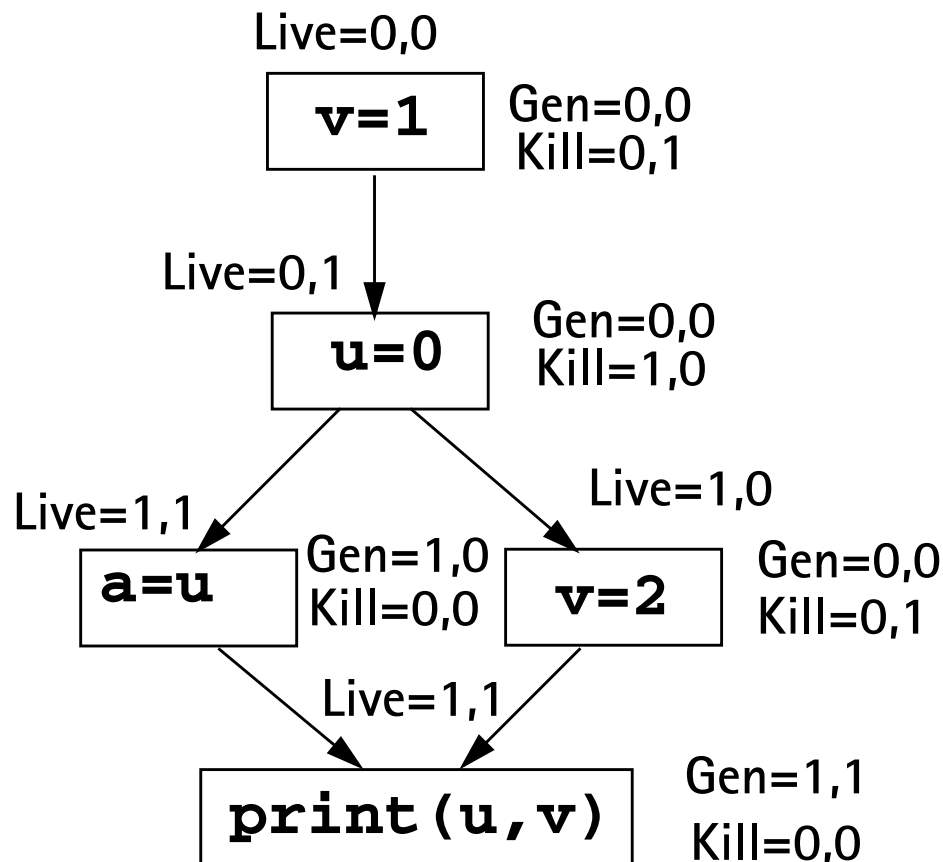 Live=0,0
v=1
Gen=0,0
Kill=0,1
Live=0,1
u=0
Gen=0,0
Kill=1,0
Live=1,1
Live=1,0
a=u
Gen=1,0
Kill=0,0
v=2
Gen=0,0
Kill=0,1
Live=1,1
print(u,v)
Gen=1,1
Kill=0,0